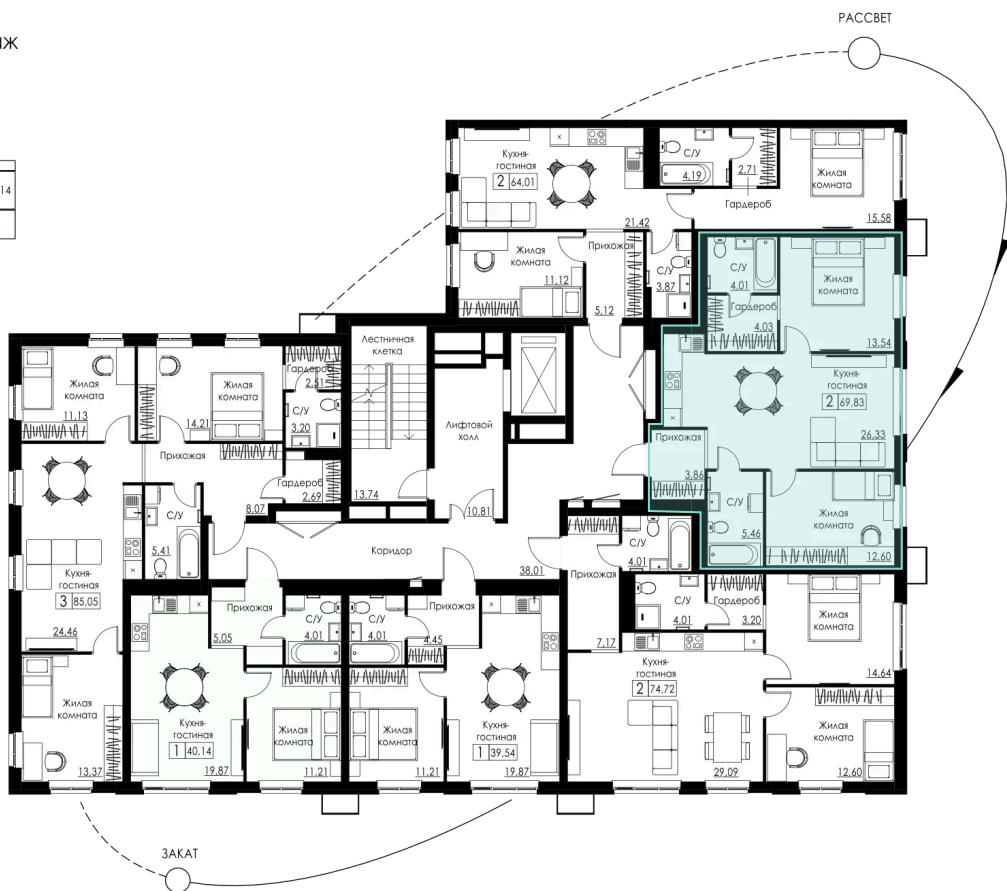 РАССВЕТ
ЯЖ
14
Кухня-
гостиная
2 64,01
21.42
С/У
4.19
2.71
Гардероб
Жилая
комната
15.58
Жилая
комната
11.12
Прихожая
5.12
С/У
3.87
С/У
4.01
Гардероб
4.03
Жилая
комната
13.54
Кухня-
гостиная
2 69,83
26.33
Прихожая
3.86
С/У
5.46
Жилая
комната
12.60
Лестничная
клетка
13.74
Лифтовой
холл
10.81
Коридор
38.01
Жилая
комната
11.13
Жилая
комната
14.21
Гардероб
2.51
С/У
3.20
Прихожая
8.07
Гардероб
2.69
С/У
5.41
Кухня-
гостиная
3 85,05
24.46
Жилая
комната
13.37
Прихожая
5.05
С/У
4.01
Кухня-
гостиная
1 40,14
19.87
Жилая
комната
11.21
С/У
4.01
Прихожая
4.45
Жилая
комната
11.21
Кухня-
гостиная
1 39,54
19.87
Прихожая
7.17
С/У
4.01
С/У
4.01
Гардероб
3.20
Жилая
комната
14.64
Кухня-
гостиная
2 74,72
29.09
Жилая
комната
12.60
ЗАКАТ